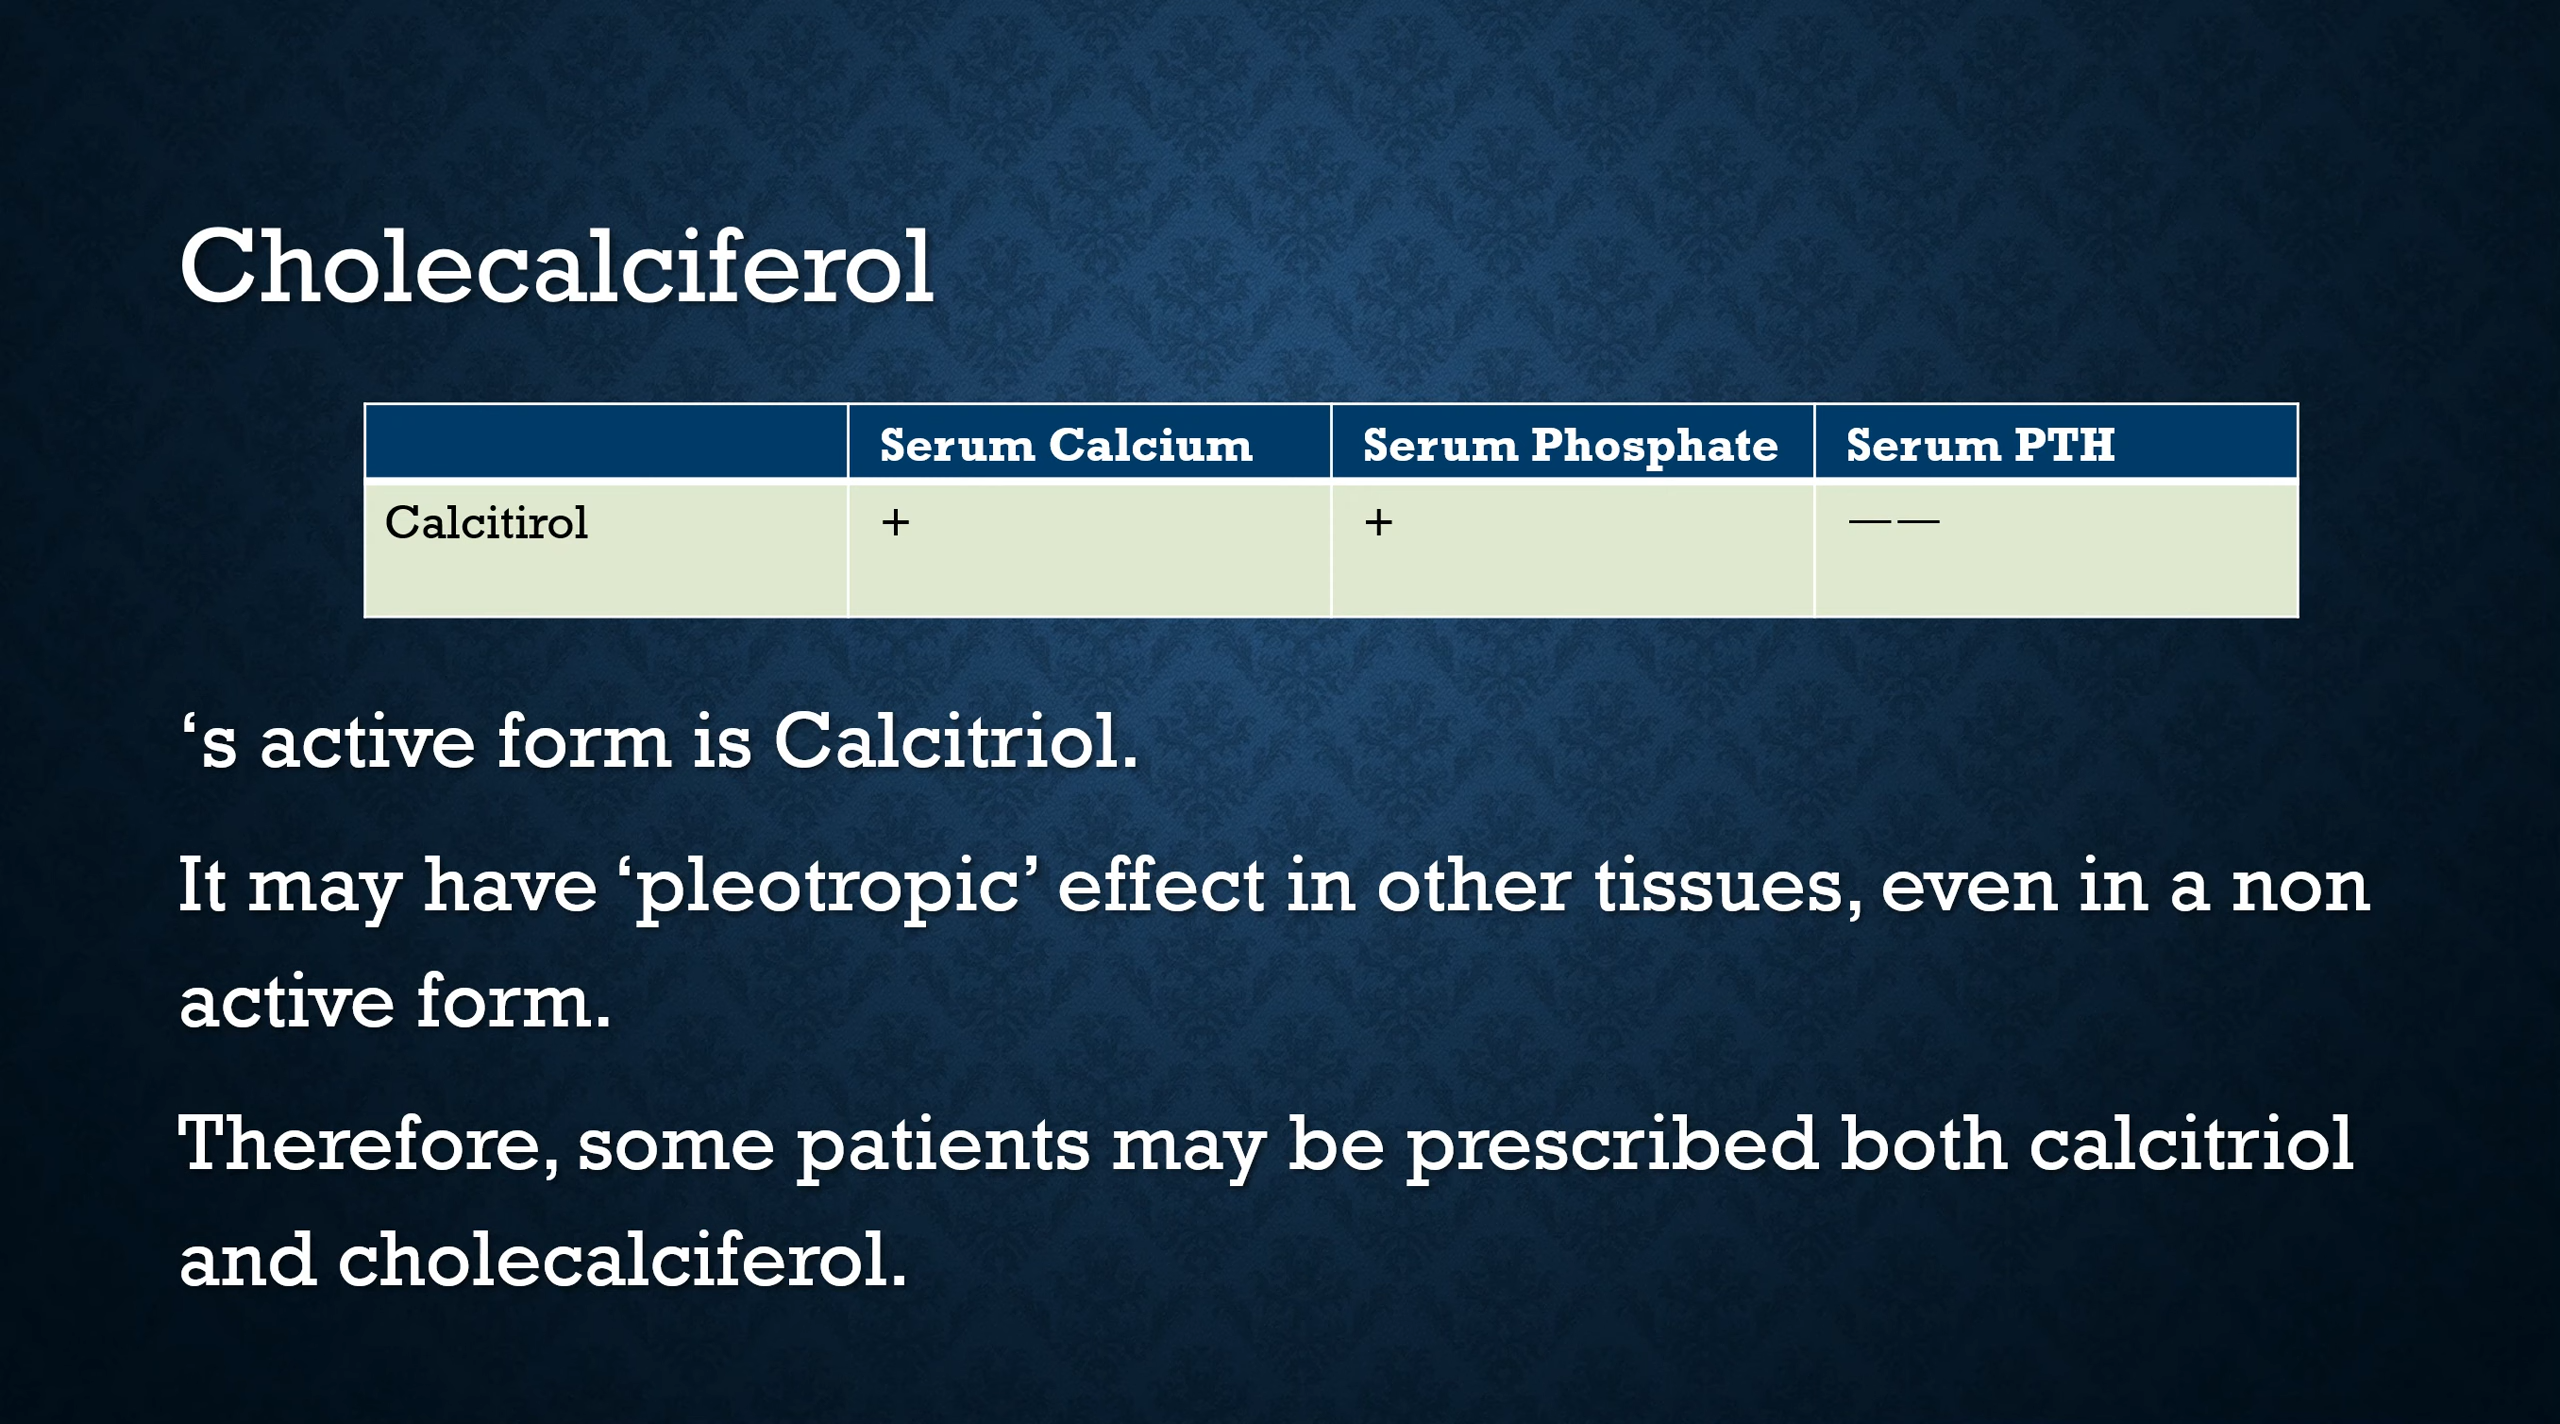 Cholecalciferol
Serum Calcium Serum Phosphate Serum PTH
Calcitirol + + ——
‘s active form is Calcitriol.
It may have ‘pleotropic’ effect in other tissues, even in a non
active form.
Therefore, some patients may be prescribed both calcitriol
and cholecalciferol.